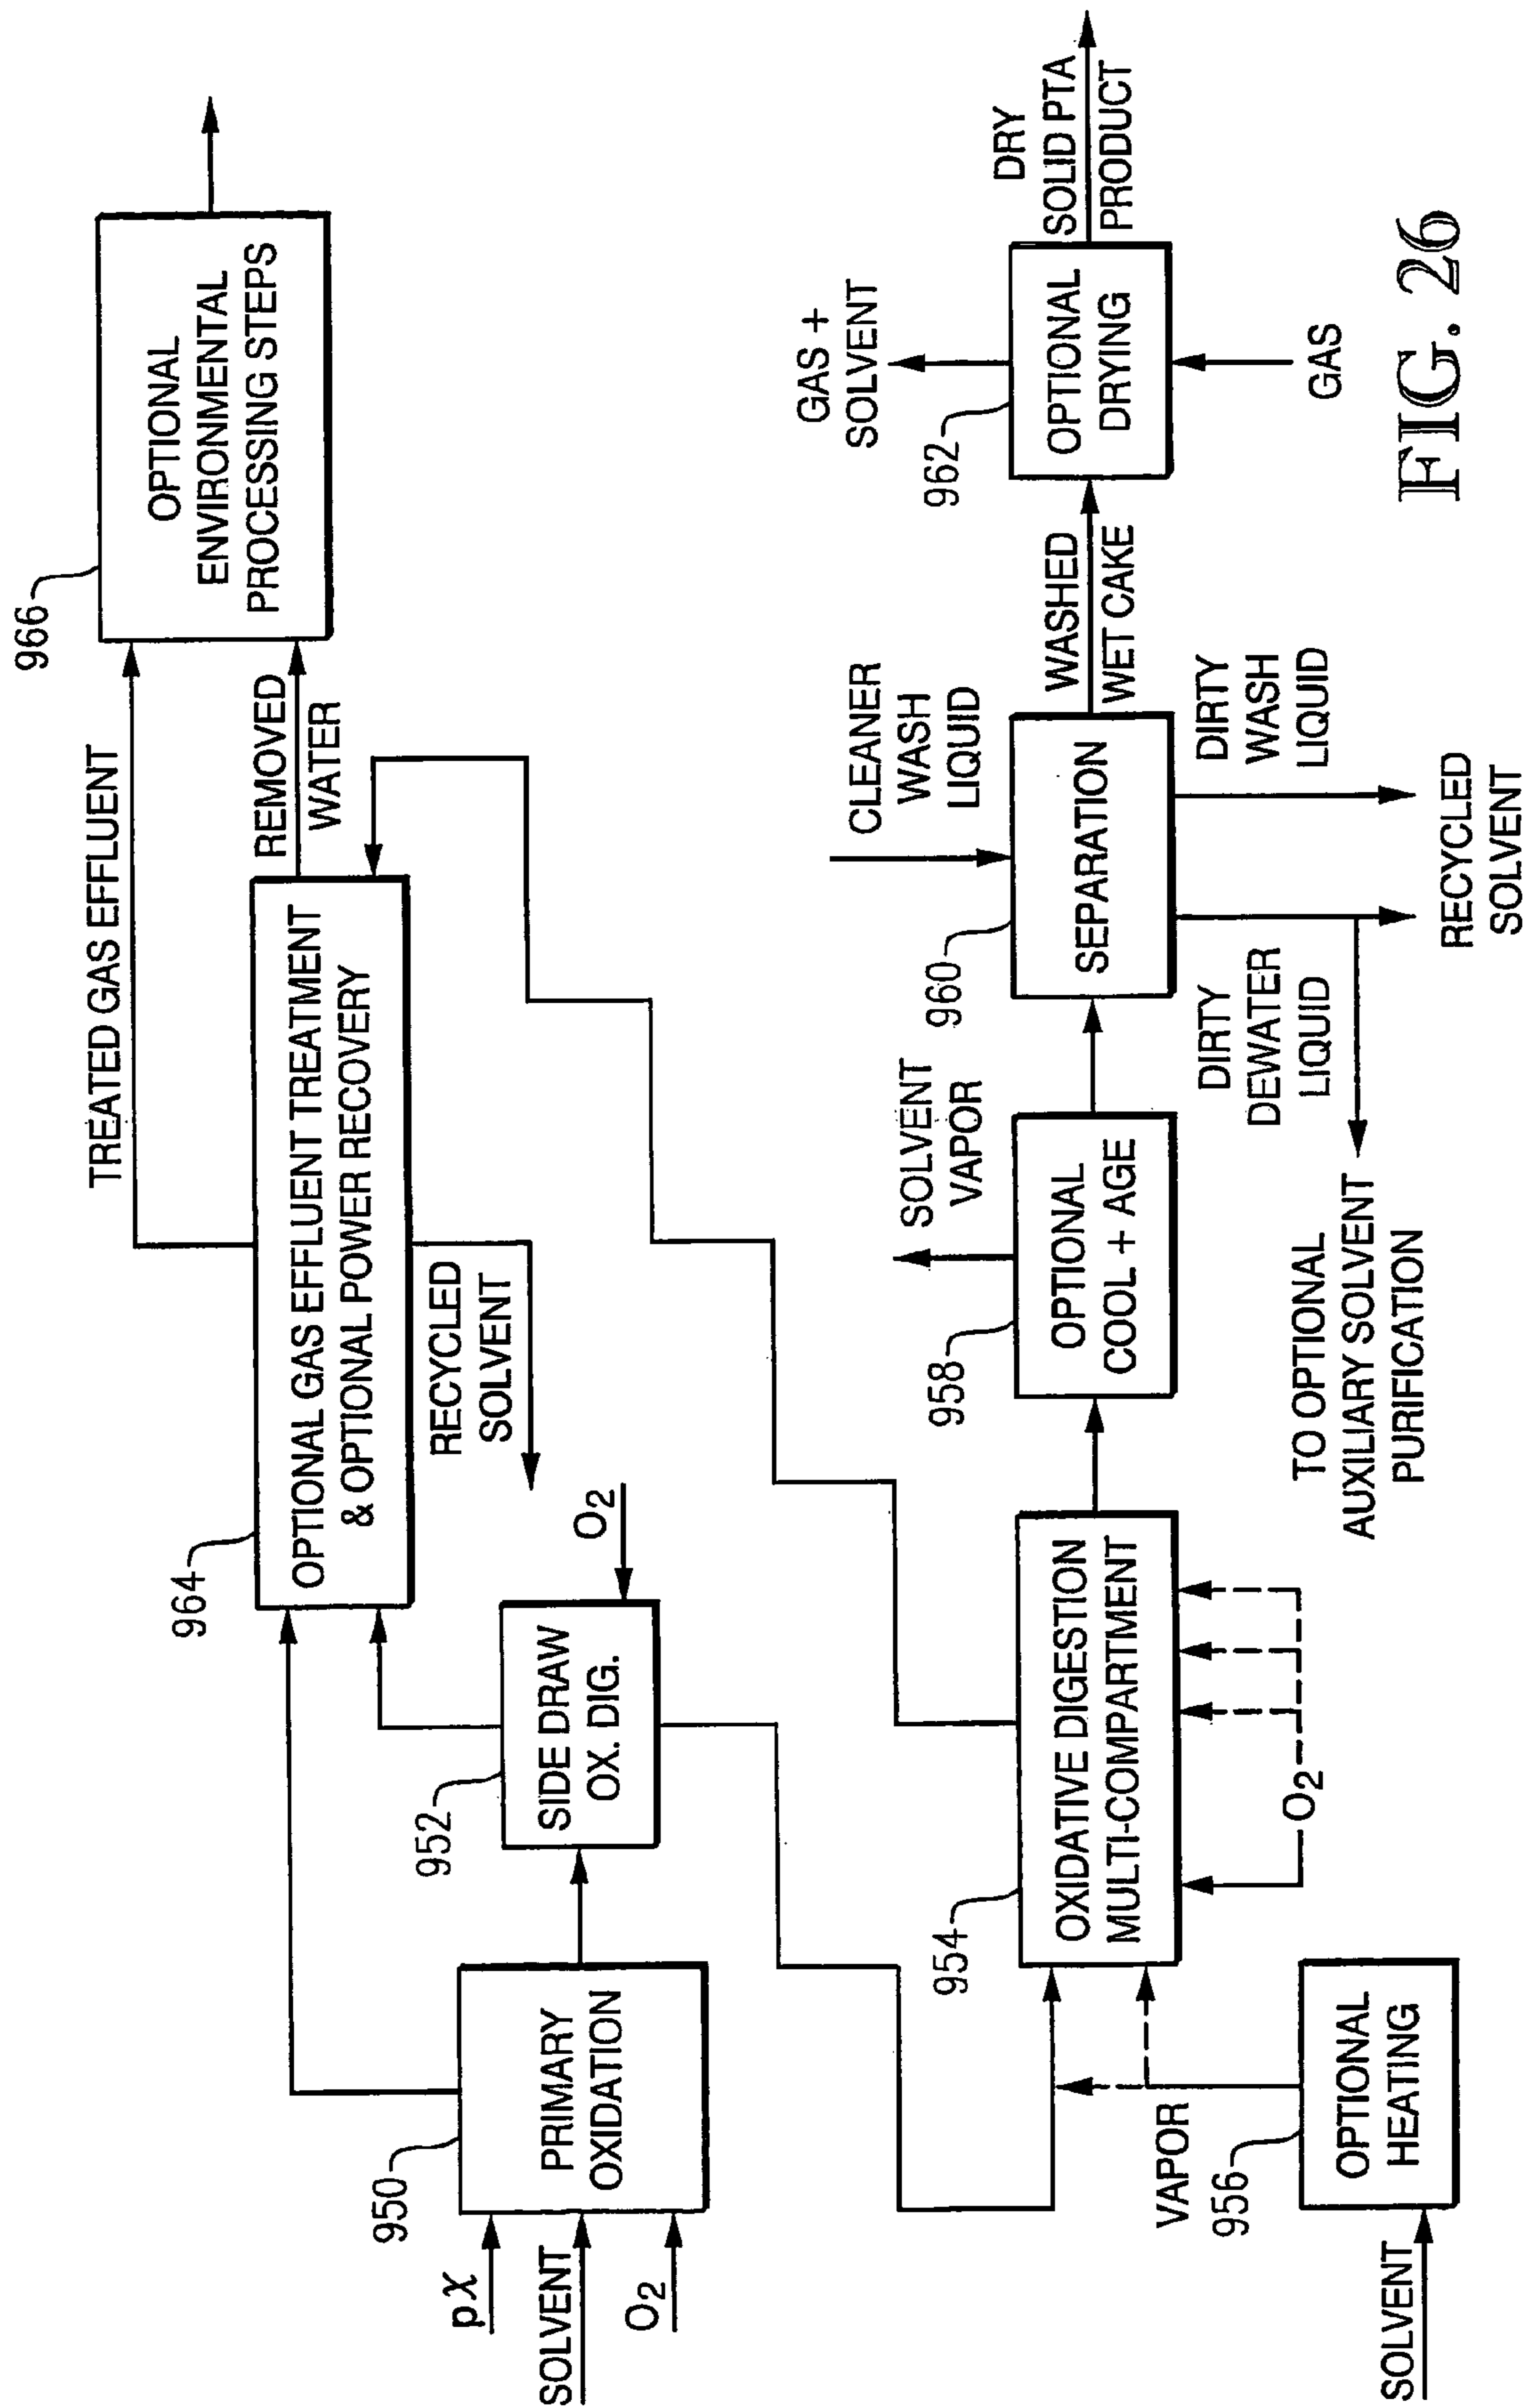 966
OPTIONAL
ENVIRONMENTAL
PROCESSING STEPS
TREATED GAS EFFLUENT
REMOVED
WATER
964
OPTIONAL GAS EFFLUENT TREATMENT
& OPTIONAL POWER RECOVERY
RECYCLED
SOLVENT
950
PRIMARY
OXIDATION
pX
SOLVENT
O2
952
SIDE DRAW
OX. DIG.
O2
954
OXIDATIVE DIGESTION
MULTI-COMPARTMENT
O2
VAPOR
956
OPTIONAL
HEATING
SOLVENT
958
OPTIONAL
COOL + AGE
SOLVENT
VAPOR
960
SEPARATION
CLEANER
WASH
LIQUID
DIRTY
DEWATER
LIQUID
TO OPTIONAL
AUXILIARY SOLVENT
PURIFICATION
DIRTY
WASH
LIQUID
RECYCLED
SOLVENT
WASHED
WET CAKE
962
OPTIONAL
DRYING
GAS +
SOLVENT
GAS
DRY
SOLID PTA
PRODUCT
FIG. 26